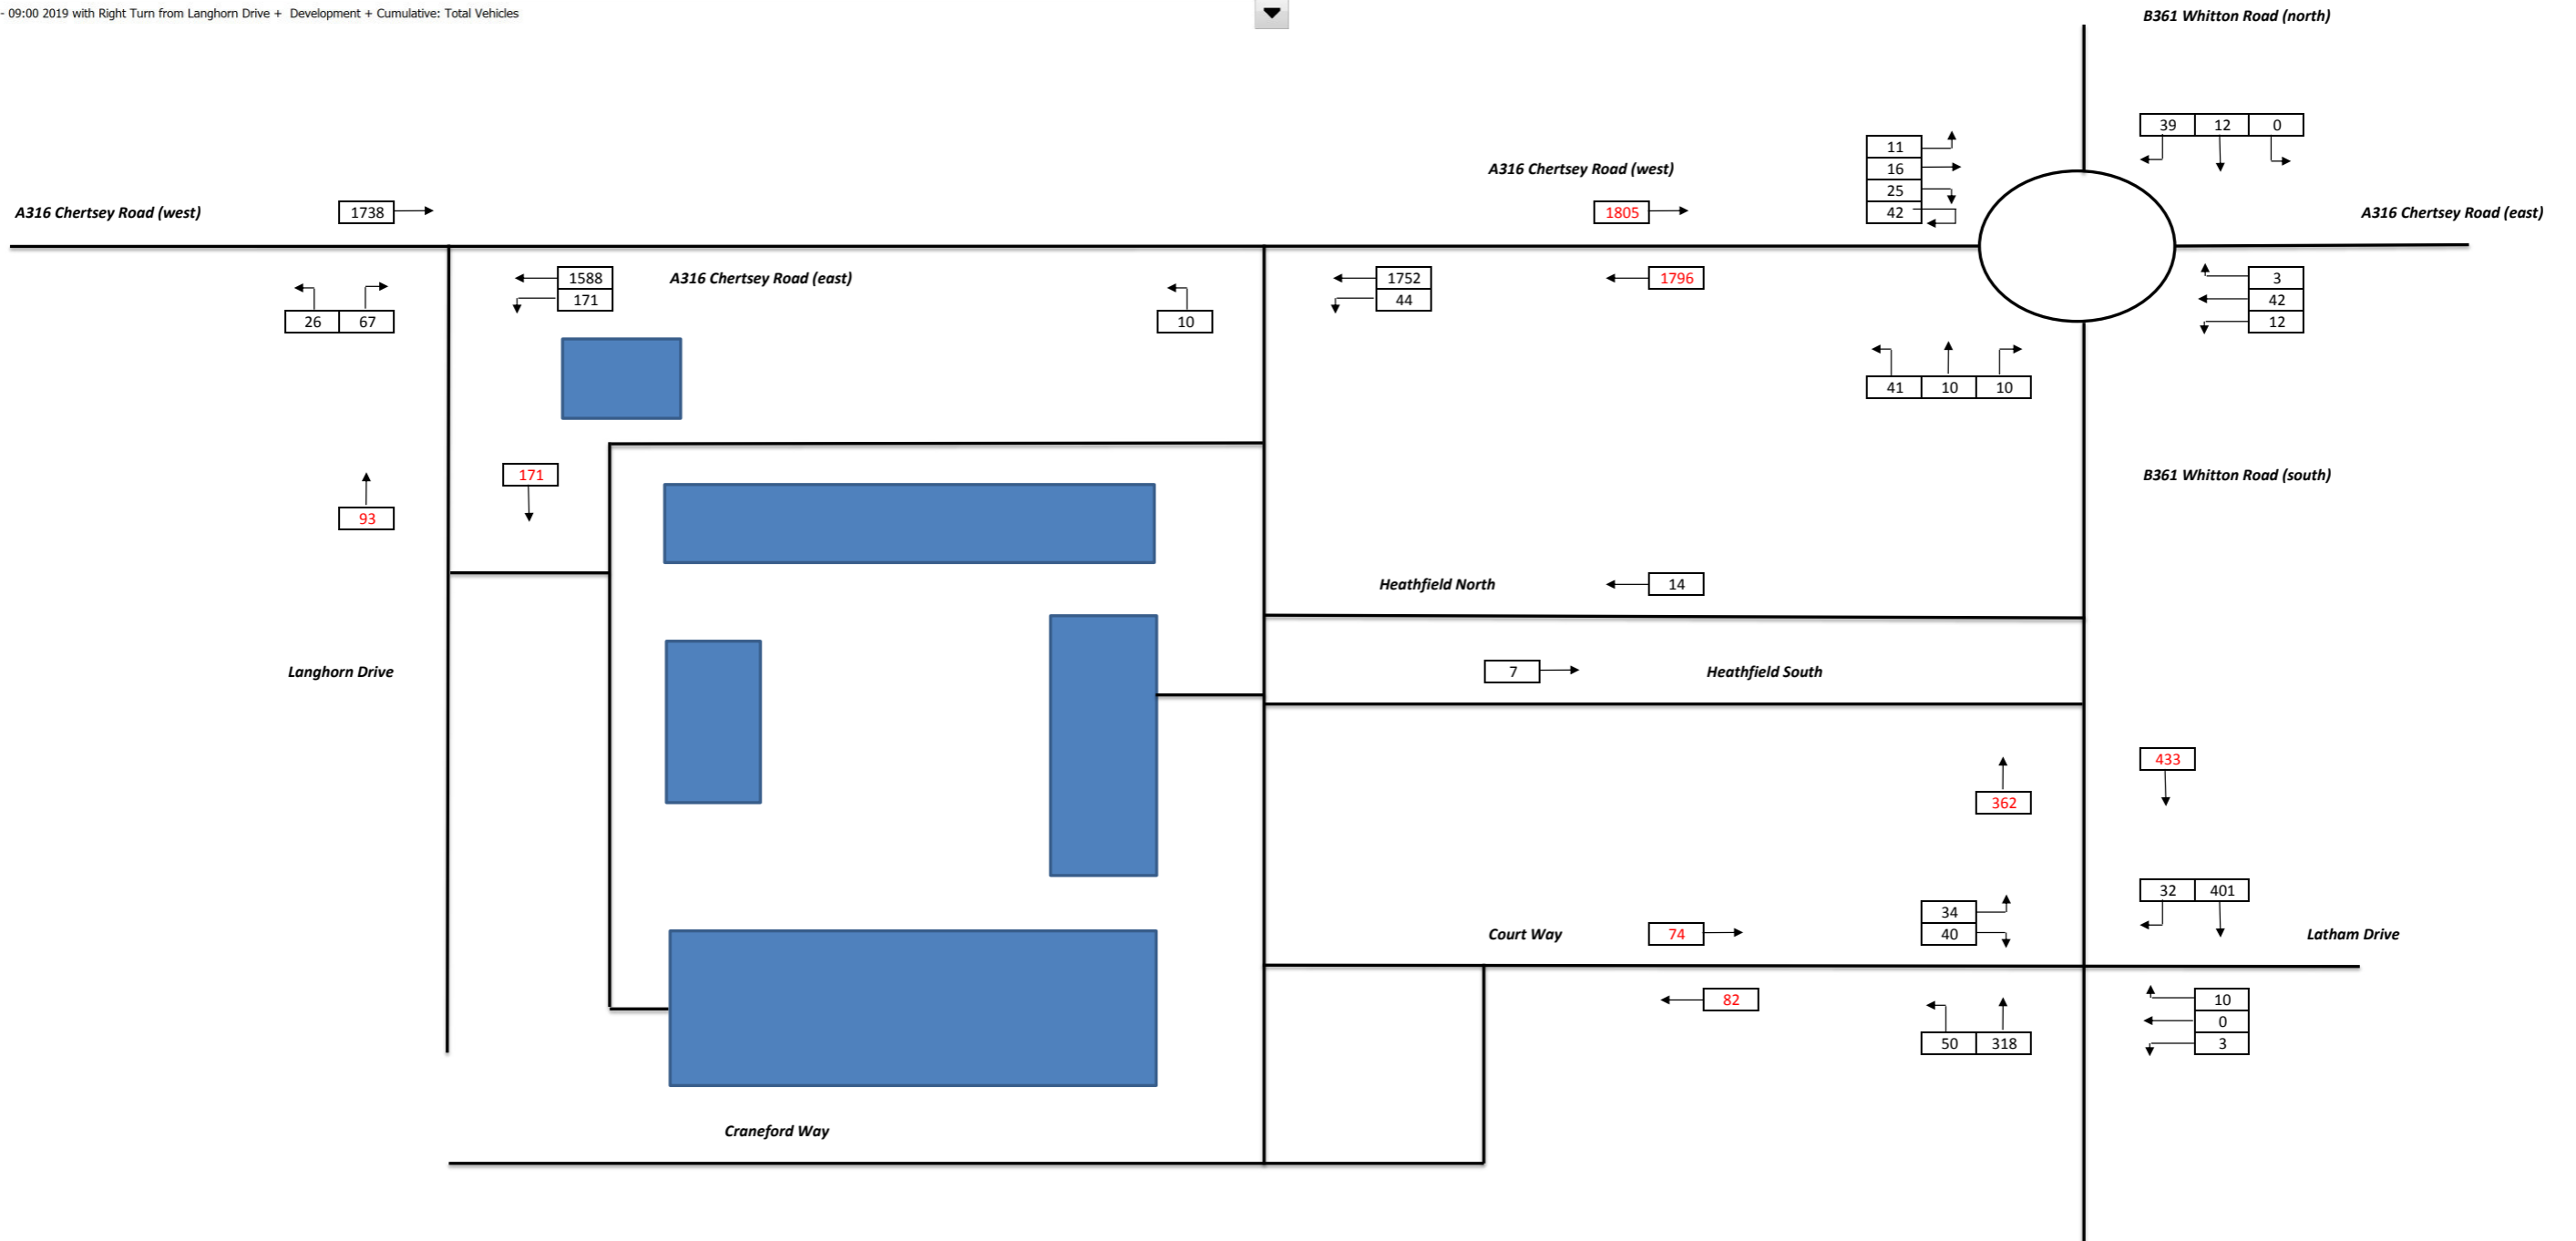 - 09:00 2019 with Right Turn from Langhorn Drive + Development + Cumulative: Total Vehicles
B361 Whitton Road (north)
39 12 0
11
16
25
42
A316 Chertsey Road (west)
A316 Chertsey Road (west)
1738
1805
A316 Chertsey Road (east)
1588
171
A316 Chertsey Road (east)
1752
44
1796
3
42
12
26 67
10
41 10 10
171
93
B361 Whitton Road (south)
Heathfield North
14
Langhorn Drive
7
Heathfield South
433
362
32 401
34
40
Court Way
74
Latham Drive
82
10
0
3
50 318
Craneford Way